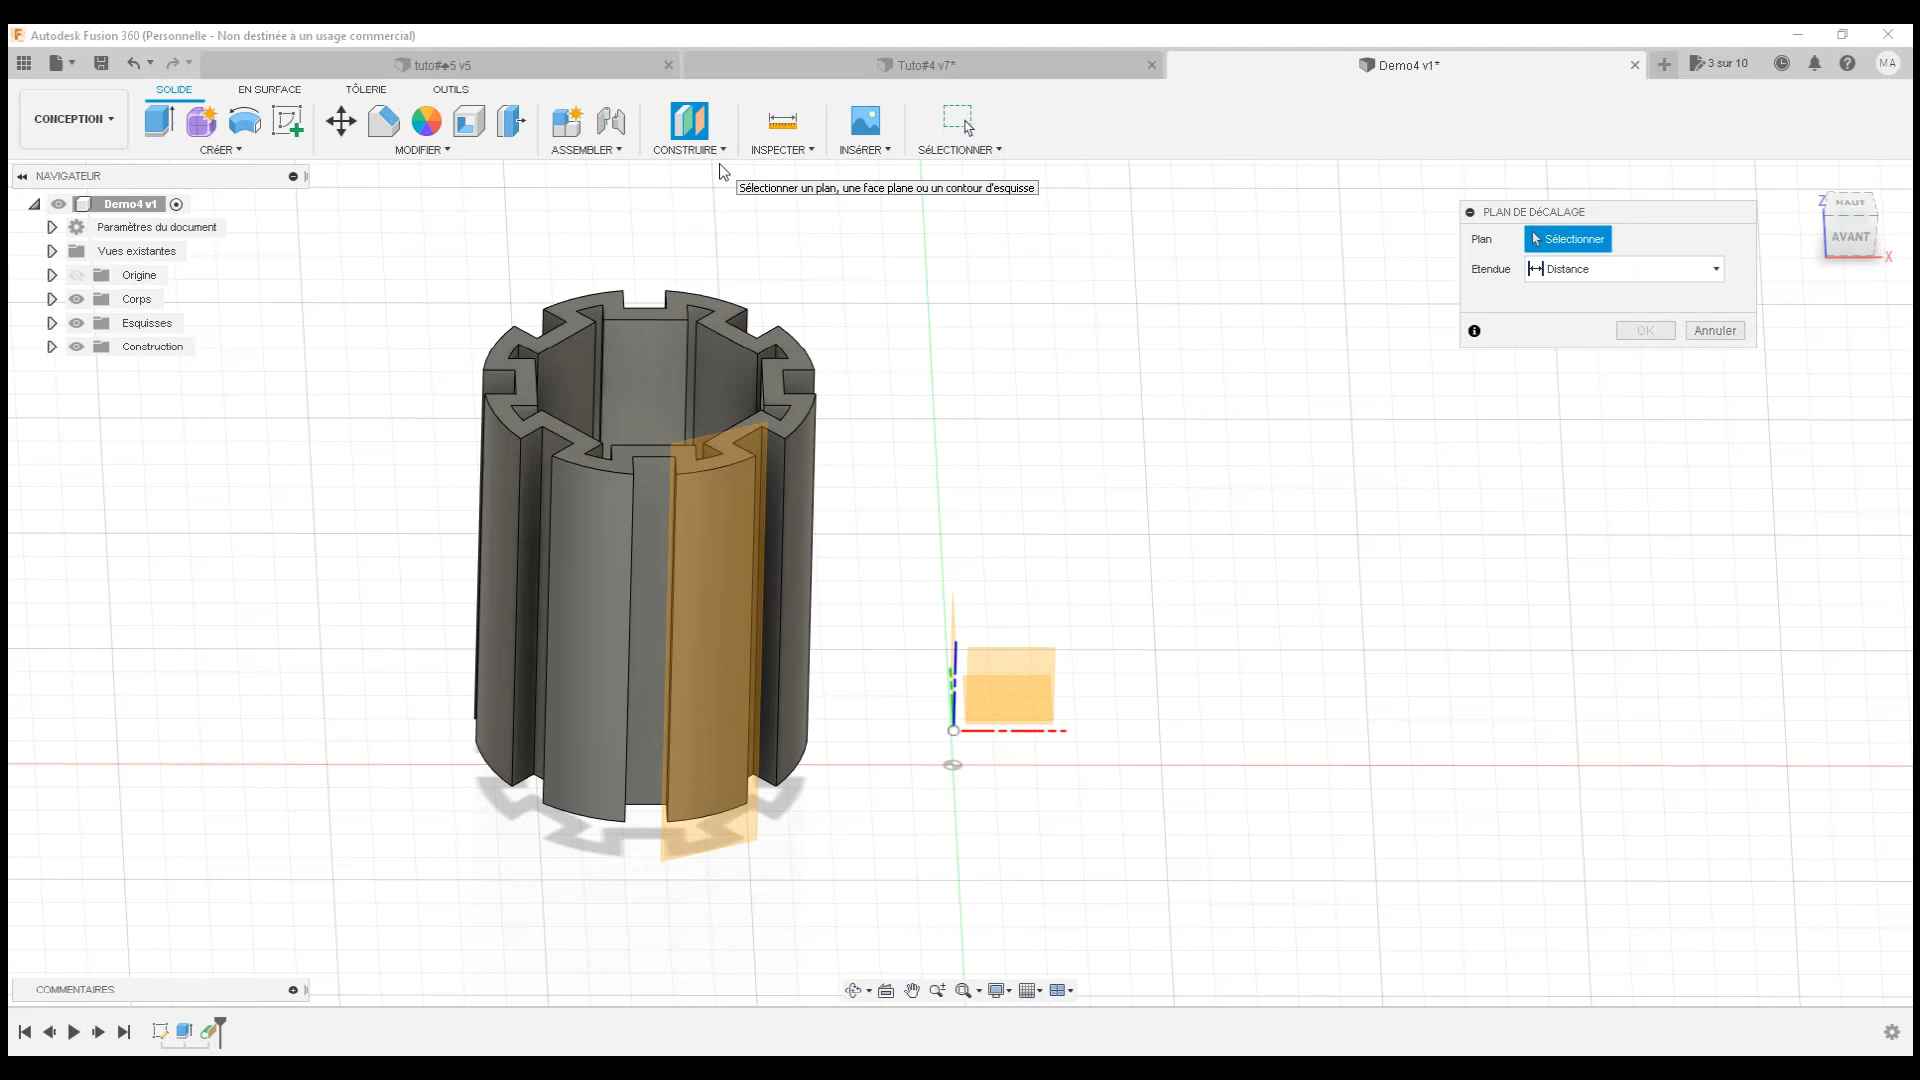 Autodesk Fusion 360 (Personnelle - Non destinée à un usage commercial)
tuto#♠5 v5
Tuto#4 v7*
Demo4 v1*
3 sur 10
MA
SOLIDE
EN SURFACE
TÔLERIE
OUTILS
CONCEPTION
CRéER
MODIFIER
ASSEMBLER
CONSTRUIRE
INSPECTER
INSéRER
SéLECTIONNER
NAVIGATEUR
Sélectionner un plan, une face plane ou un contour d'esquisse
Demo4 v1
Paramètres du document
Vues existantes
Origine
Corps
Esquisses
Construction
PLAN DE DéCALAGE
Plan
Sélectionner
Etendue
Distance
OK
Annuler
Z
HAUT
AVANT
X
COMMENTAIRES